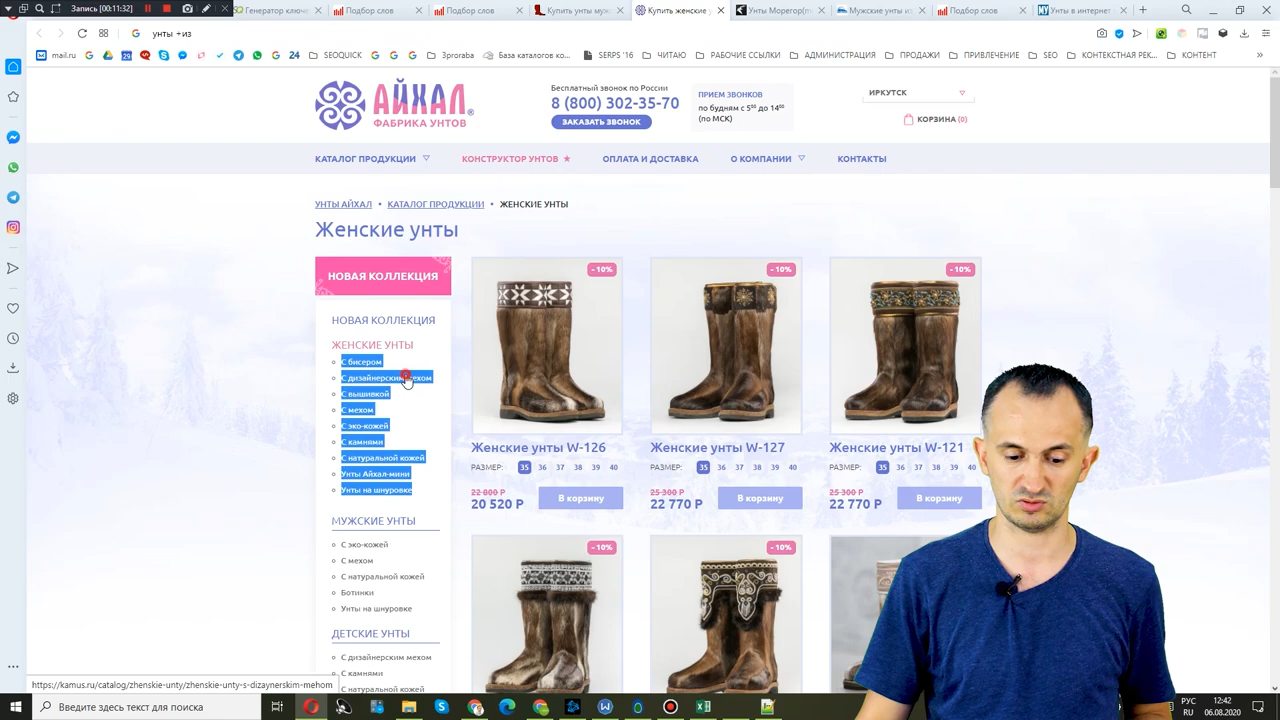 Запись [00:11:32]
Генератор ключе
Подбор слов
Подбор слов
Купить унты мужс
Купить женские у
Унты Морегор(m
Мужские унты из
Подбор слов
Унты в интернет -
унты +из
mail.ru
24
SEOQUICK
3proraba
База каталогов ко...
SERPS '16
ЧИТАЮ
РАБОЧИЕ ССЫЛКИ
АДМИНИСТРАЦИЯ
ПРОДАЖИ
ПРИВЛЕЧЕНИЕ
SEO
КОНТЕКСТНАЯ РЕК...
КОНТЕНТ
АЙХАЛ®
ФАБРИКА УНТОВ
Бесплатный звонок по России
8 (800) 302-35-70
ЗАКАЗАТЬ ЗВОНОК
ПРИЕМ ЗВОНКОВ
по будням с 5⁰⁰ до 14⁰⁰
(по МСК)
ИРКУТСК
КОРЗИНА (0)
КАТАЛОГ ПРОДУКЦИИ
КОНСТРУКТОР УНТОВ ★
ОПЛАТА И ДОСТАВКА
О КОМПАНИИ
КОНТАКТЫ
УНТЫ АЙХАЛ • КАТАЛОГ ПРОДУКЦИИ • ЖЕНСКИЕ УНТЫ
Женские унты
НОВАЯ КОЛЛЕКЦИЯ
НОВАЯ КОЛЛЕКЦИЯ
ЖЕНСКИЕ УНТЫ
С бисером
С дизайнерским мехом
С вышивкой
С мехом
С эко-кожей
С камнями
С натуральной кожей
Унты Айхал-мини
Унты на шнуровке
МУЖСКИЕ УНТЫ
С эко-кожей
С мехом
С натуральной кожей
Ботинки
Унты на шнуровке
ДЕТСКИЕ УНТЫ
С дизайнерским мехом
С камнями
С натуральной кожей
- 10%
- 10%
- 10%
Женские унты W-126
РАЗМЕР: 35 36 37 38 39 40
22 800 Р
20 520 Р
В корзину
Женские унты W-127
РАЗМЕР: 35 36 37 38 39 40
25 300 Р
22 770 Р
В корзину
Женские унты W-121
РАЗМЕР: 35 36 37 38 39 40
25 300 Р
22 770 Р
В корзину
- 10%
- 10%
https://kamus.ru/catalog/zhenskie-unty/zhenskie-unty-s-dizaynerskim-mehom
Введите здесь текст для поиска
РУС
RU
12:42
06.08.2020